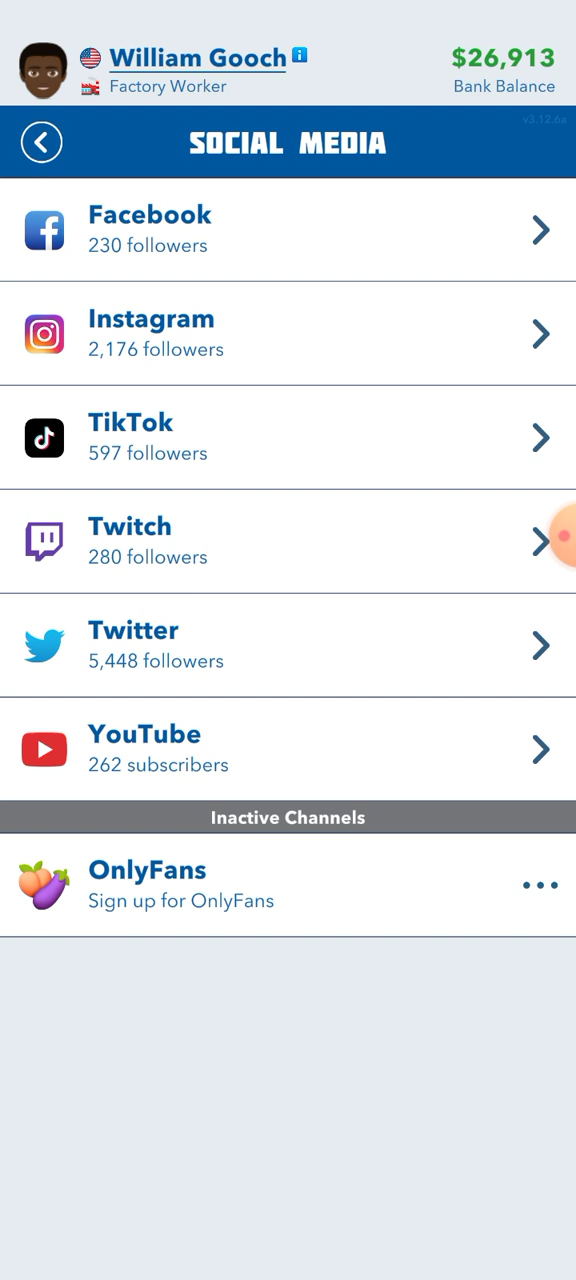 William Gooch
$26,913
Factory Worker
Bank Balance
v3.12.6a
SOCIAL MEDIA
Facebook
230 followers
Instagram
2,176 followers
TikTok
597 followers
Twitch
280 followers
Twitter
5,448 followers
YouTube
262 subscribers
Inactive Channels
OnlyFans
Sign up for OnlyFans